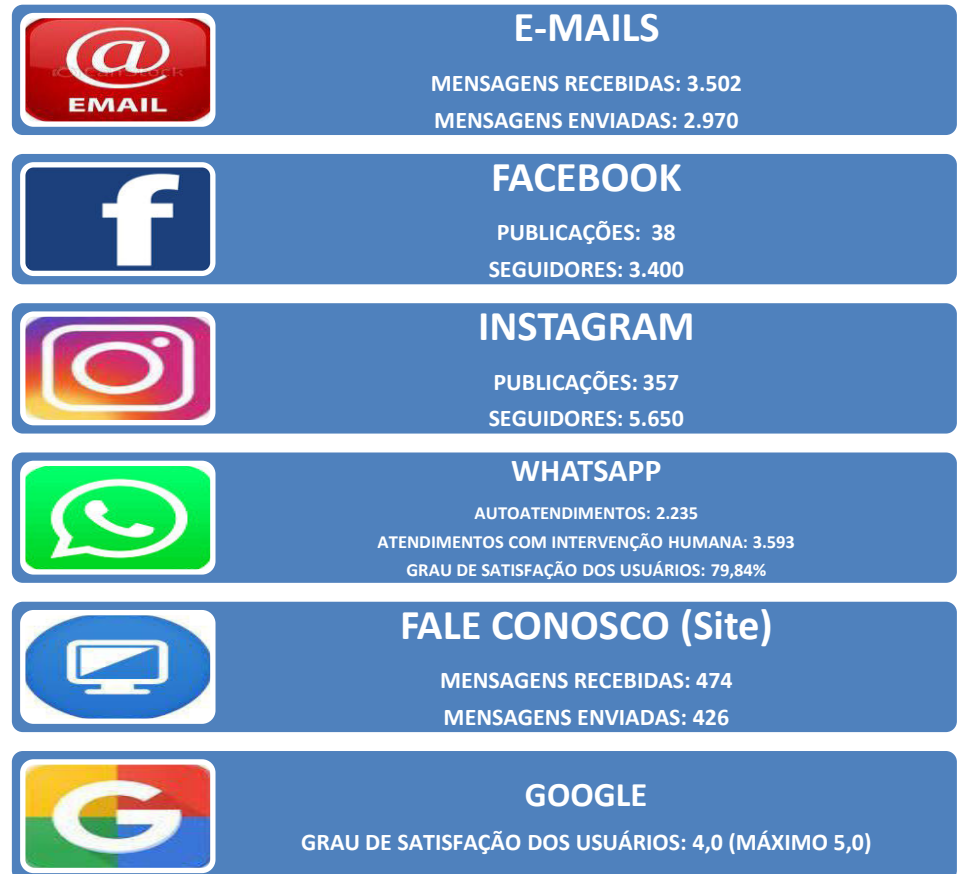 @
EMAIL
E-MAILS
MENSAGENS RECEBIDAS: 3.502
MENSAGENS ENVIADAS: 2.970
f
FACEBOOK
PUBLICAÇÕES: 38
SEGUIDORES: 3.400
INSTAGRAM
PUBLICAÇÕES: 357
SEGUIDORES: 5.650
WHATSAPP
AUTOATENDIMENTOS: 2.235
ATENDIMENTOS COM INTERVENÇÃO HUMANA: 3.593
GRAU DE SATISFAÇÃO DOS USUÁRIOS: 79,84%
FALE CONOSCO (Site)
MENSAGENS RECEBIDAS: 474
MENSAGENS ENVIADAS: 426
G
GOOGLE
GRAU DE SATISFAÇÃO DOS USUÁRIOS: 4,0 (MÁXIMO 5,0)